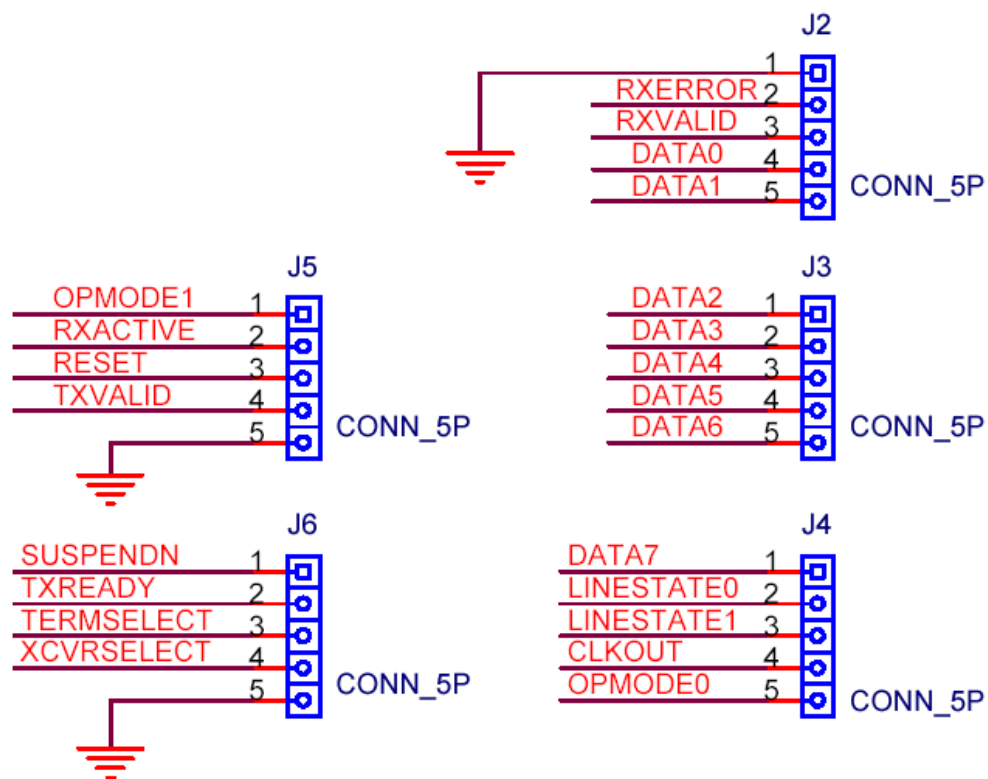 J2
1
RXERROR 2
RXVALID 3
DATA0 4
DATA1 5
CONN_5P
J5
OPMODE1 1
RXACTIVE 2
RESET 3
TXVALID 4
5
CONN_5P
J3
DATA2 1
DATA3 2
DATA4 3
DATA5 4
DATA6 5
CONN_5P
J6
SUSPENDN 1
TXREADY 2
TERMSELECT 3
XCVRSELECT 4
5
CONN_5P
J4
DATA7 1
LINESTATE0 2
LINESTATE1 3
CLKOUT 4
OPMODE0 5
CONN_5P